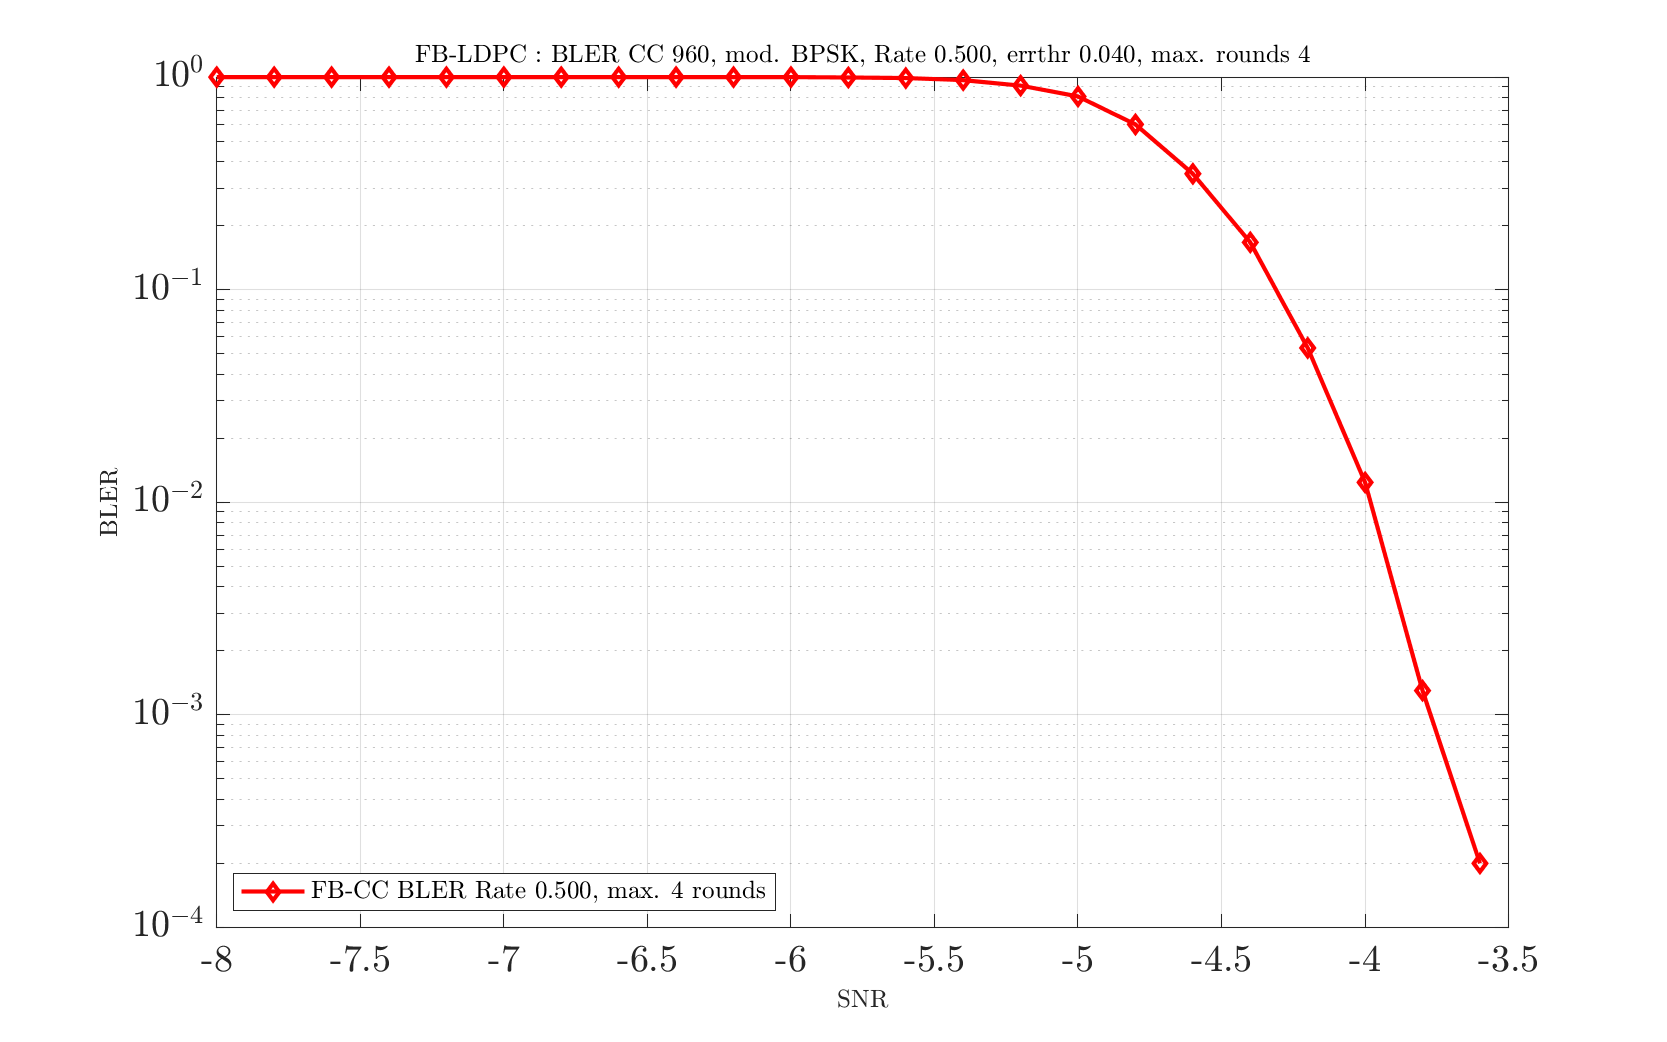 FB-LDPC : BLER CC 960, mod. BPSK, Rate 0.500, errthr 0.040, max. rounds 4
10^0
10^-1
10^-2
10^-3
10^-4
BLER
FB-CC BLER Rate 0.500, max. 4 rounds
-8 -7.5 -7 -6.5 -6 -5.5 -5 -4.5 -4 -3.5
SNR